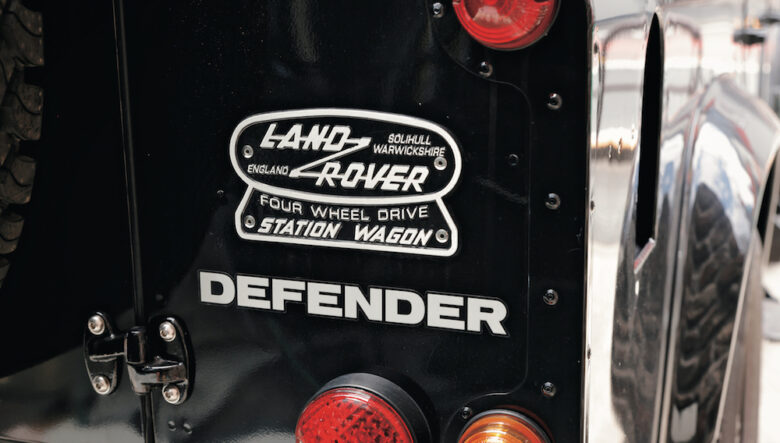 LAND
ROVER
SOLIHULL
WARWICKSHIRE
ENGLAND
FOUR WHEEL DRIVE
STATION WAGON
DEFENDER